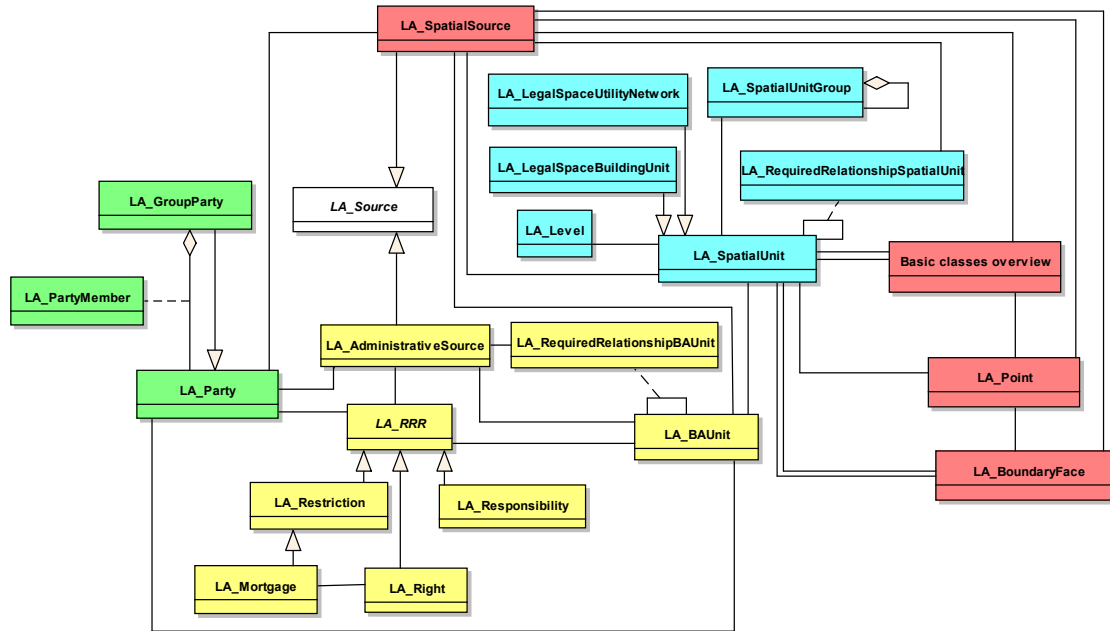 LA_SpatialSource
LA_LegalSpaceUtilityNetwork
LA_SpatialUnitGroup
LA_LegalSpaceBuildingUnit
LA_RequiredRelationshipSpatialUnit
LA_GroupParty
LA_Source
LA_Level
LA_SpatialUnit
Basic classes overview
LA_PartyMember
LA_AdministrativeSource
LA_RequiredRelationshipBAUnit
LA_Party
LA_Point
LA_RRR
LA_BAUnit
LA_BoundaryFace
LA_Restriction
LA_Responsibility
LA_Mortgage
LA_Right